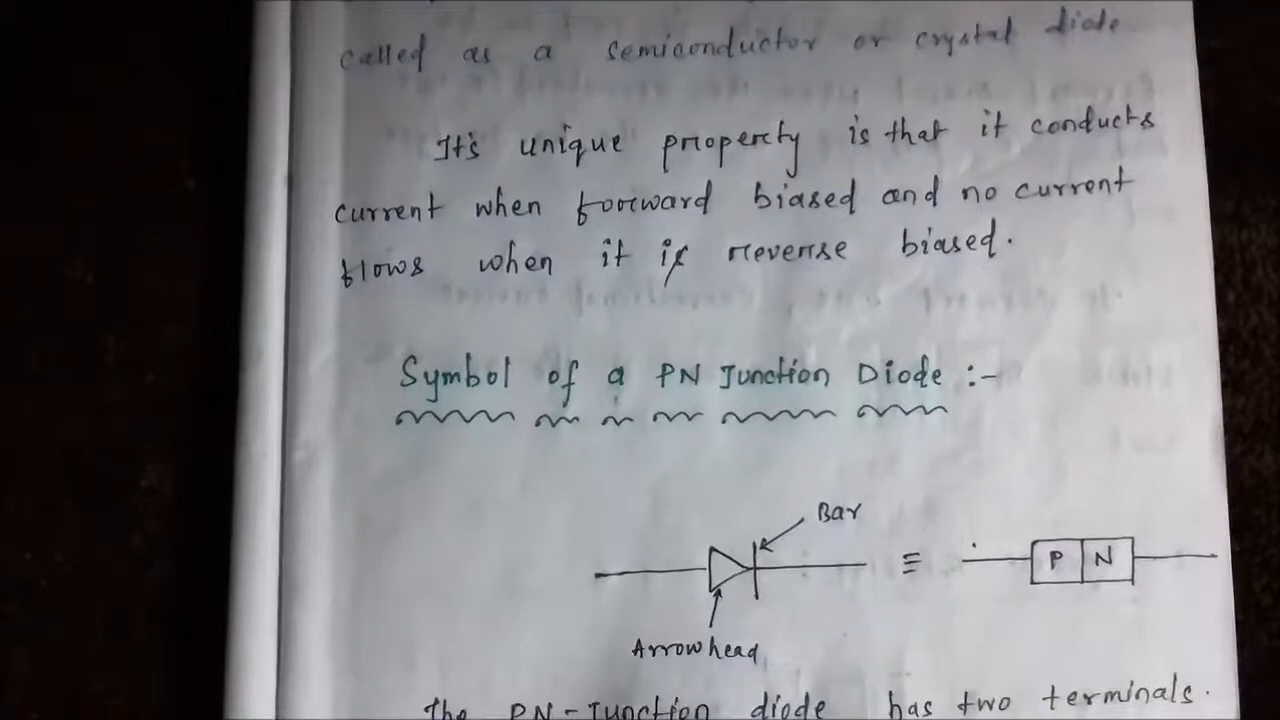 called as a semiconductor or crystal diode
It's unique property is that it conducts
current when forward biased and no current
flows when it is reverse biased.
Symbol of a PN Junction Diode :-
Bar
≡
P N
Arrowhead
The PN-Junction diode has two terminals.